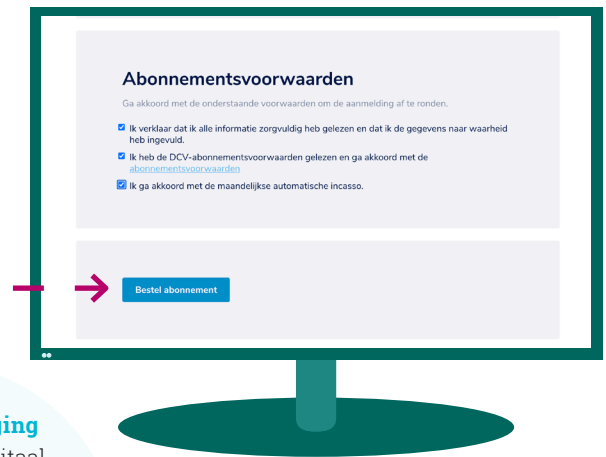 Abonnementsvoorwaarden
Ga akkoord met de onderstaande voorwaarden om de aanmelding af te ronden.
Ik verklaar dat ik alle informatie zorgvuldig heb gelezen en dat ik de gegevens naar waarheid
heb ingevuld.
Ik heb de DCV-abonnementsvoorwaarden gelezen en ga akkoord met de
abonnementsvoorwaarden
Ik ga akkoord met de maandelijkse automatische incasso.
Bestel abonnement